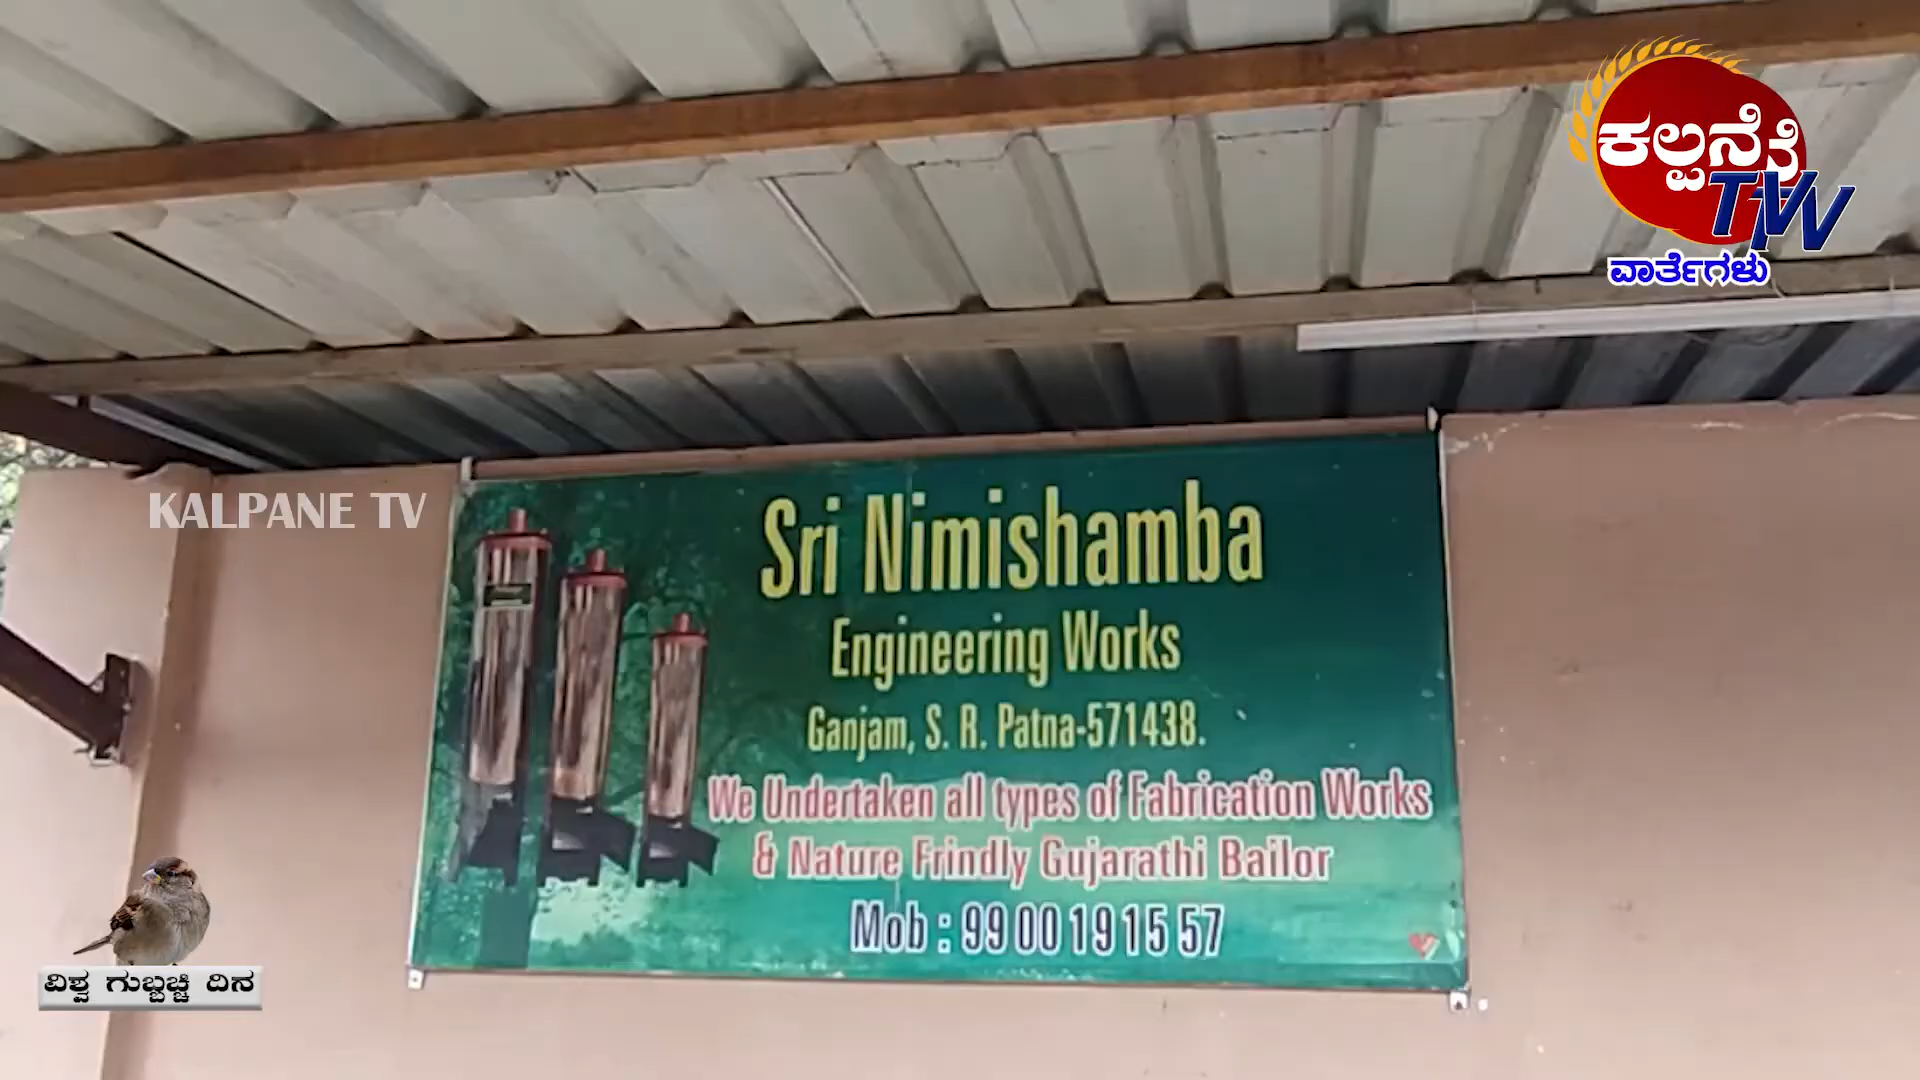 ಕಲ್ಪನೆ
TV
ವಾರ್ತೆಗಳು
KALPANE TV
Sri Nimishamba
Engineering Works
Ganjam, S. R. Patna-571438.
We Undertaken all types of Fabrication Works
& Nature Frindly Gujarathi Bailor
Mob : 99 00 19 15 57
ವಿಶ್ವ ಗುಬ್ಬಚ್ಚಿ ದಿನ